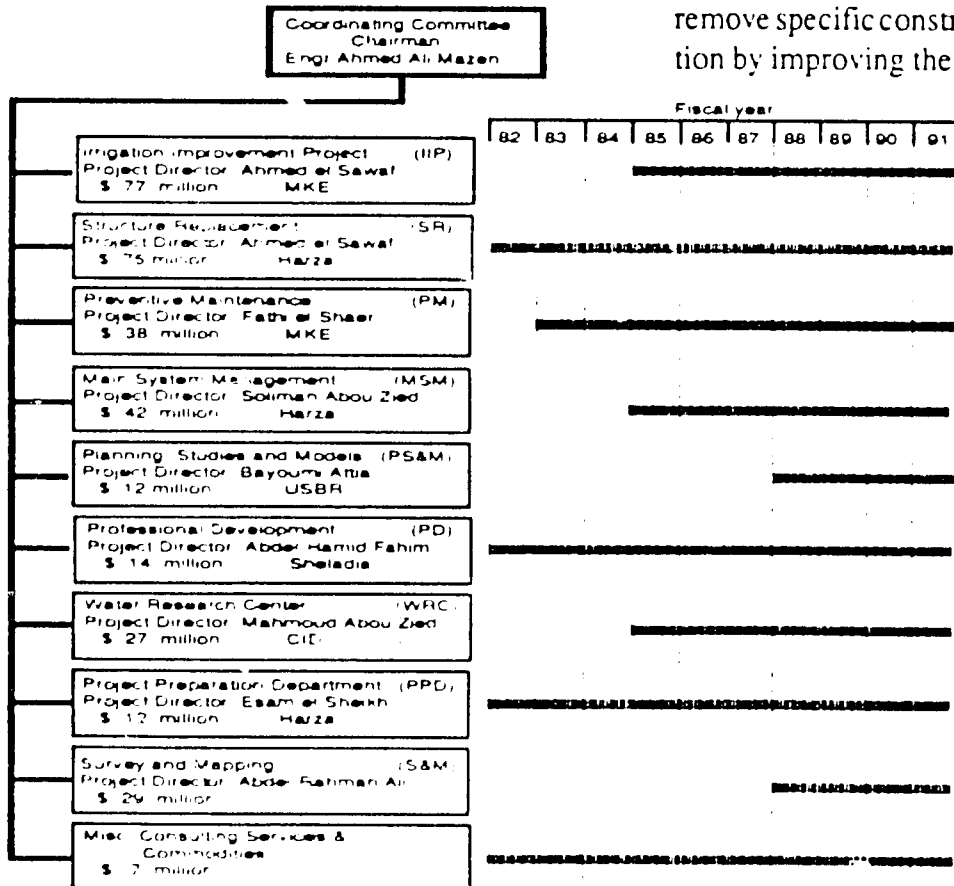 Coordinating Committee
Chairman
Engr Ahmed Ali Mazen
remove specific constr
tion by improving the
Fiscal year
82 83 84 85 86 87 88 89 90 91
Irrigation Improvement Project (IIP)
Project Director Ahmed el Sawaf
$ 77 million MKE
Structure Replacement (SR)
Project Director Ahmed el Sawaf
$ 75 million Harza
Preventive Maintenance (PM)
Project Director Fathi el Shaer
$ 38 million MKE
Main System Management (MSM)
Project Director Soliman Abou Zied
$ 42 million Harza
Planning Studies and Models (PS&M)
Project Director Bayoumi Attia
$ 12 million USBR
Professional Development (PD)
Project Director Abdel Hamid Fahim
$ 14 million Sheladia
Water Research Center (WRC)
Project Director Mahmoud Abou Zied
$ 27 million CID
Project Preparation Department (PPD)
Project Director Esam el Sheikh
$ 12 million Harza
Survey and Mapping (S&M)
Project Director Abdel Rahman Ali
$ 29 million
Misc Consulting Services &
Commodities
$ 7 million